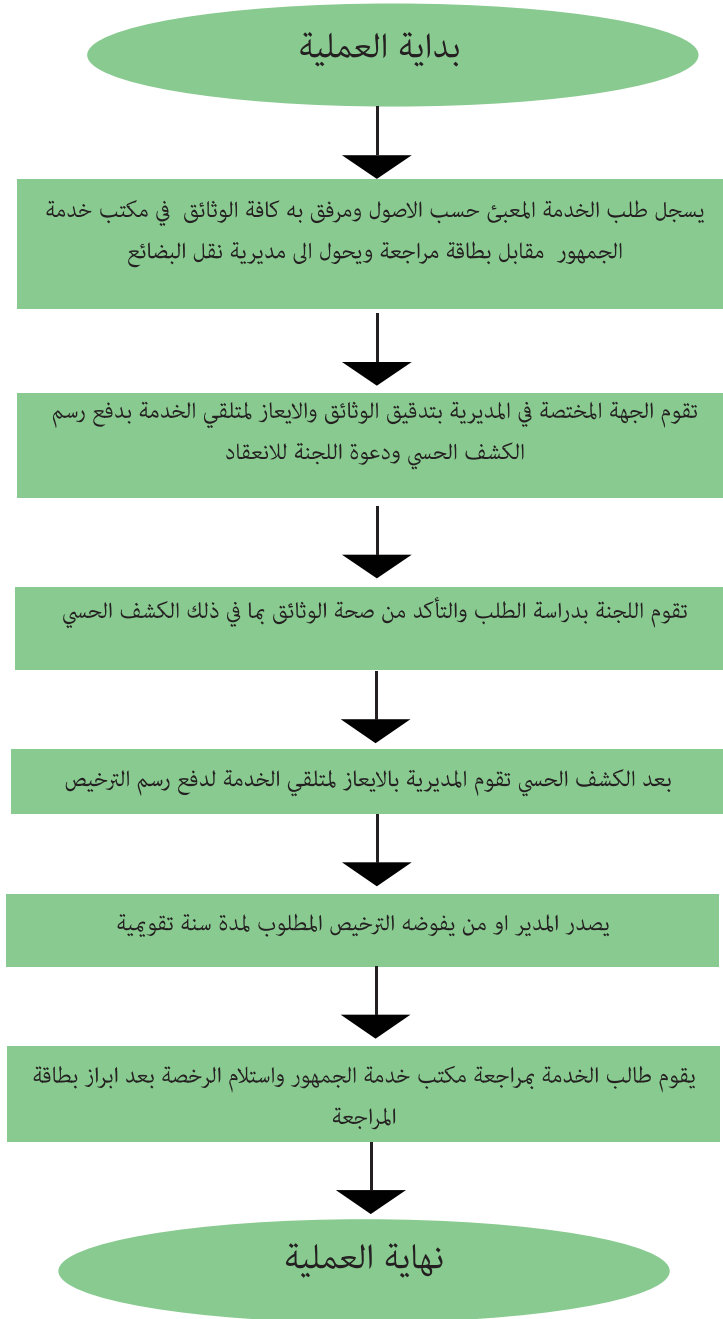 بداية العملية
يسجل طلب الخدمة المعبئ حسب الاصول ومرفق به كافة الوثائق في مكتب خدمة
الجمهور مقابل بطاقة مراجعة ويحول الى مديرية نقل البضائع
تقوم الجهة المختصة في المديرية بتدقيق الوثائق والايعاز لمتلقي الخدمة بدفع رسم
الكشف الحسي ودعوة اللجنة للانعقاد
تقوم اللجنة بدراسة الطلب والتأكد من صحة الوثائق بما في ذلك الكشف الحسي
بعد الكشف الحسي تقوم المديرية بالايعاز لمتلقي الخدمة لدفع رسم الترخيص
يصدر المدير او من يفوضه الترخيص المطلوب لمدة سنة تقويمية
يقوم طالب الخدمة بمراجعة مكتب خدمة الجمهور واستلام الرخصة بعد ابراز بطاقة
المراجعة
نهاية العملية